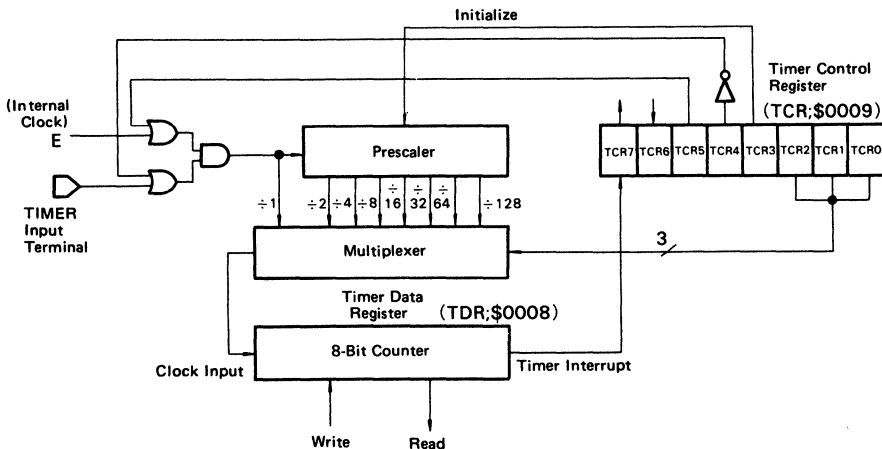 Initialize
Timer Control
Register
(TCR;$0009)
(Internal
Clock)
E
TCR7 TCR6 TCR5 TCR4 TCR3 TCR2 TCR1 TCR0
Prescaler
TIMER
Input
Terminal
÷1 ÷2 ÷4 ÷8 ÷16 ÷32 ÷64 ÷128
3
Multiplexer
Timer Data
Register
(TDR;$0008)
8-Bit Counter
Clock Input
Timer Interrupt
Write
Read